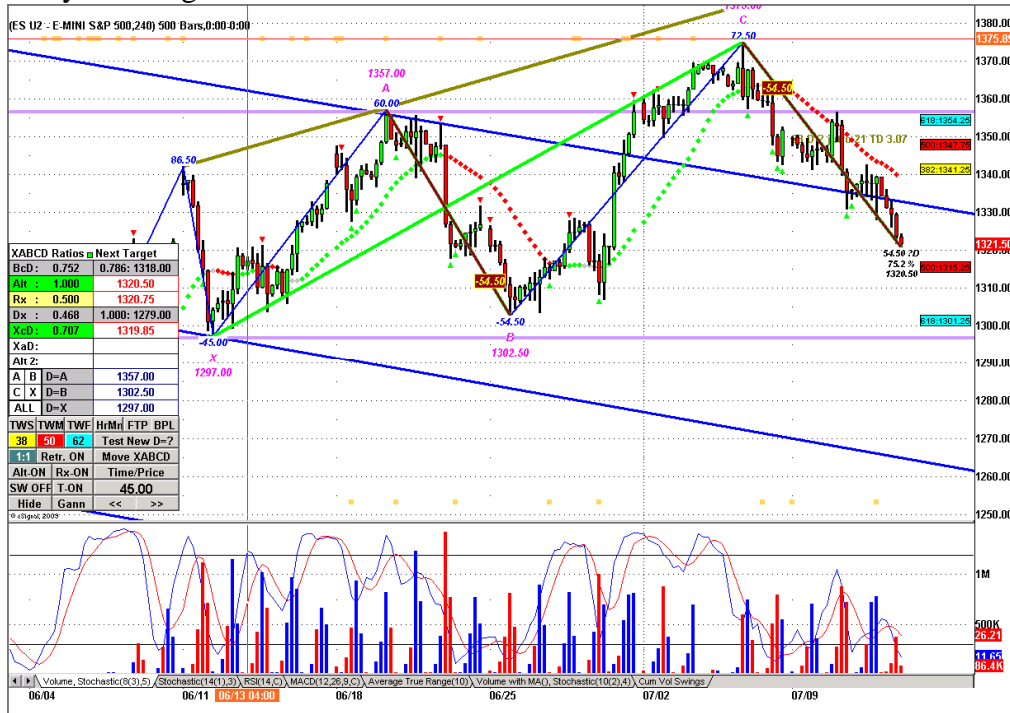 (ES U2 - E-MINI S&P 500,240) 500 Bars,0:00-0:00
1380.00
1375.8
C
72.50
1370.00
1357.00
A
60.00
-54.50
1360.00
618:1354.25
1350.00
500:1347.75
21 TD 3.07
382:1341.25
86.50
1340.00
1330.00
1321.50
54.50 ?D
75.2 %
1320.50
500:1315.25
1310.00
618:1301.25
1300.00
-54.50
-54.50
B
1302.50
-45.00
X
1297.00
1290.00
1280.00
1270.00
1260.00
1250.00
XABCD Ratios Next Target
BcD : 0.752 0.786: 1318.00
Alt : 1.000 1320.50
Rx : 0.500 1320.75
Dx : 0.468 1.000: 1279.00
XcD : 0.707 1319.85
XaD:
Alt 2:
A B D=A 1357.00
C X D=B 1302.50
ALL D=X 1297.00
TWS TWM TWF HrMn FTP BPL
38 50 62 Test New D=?
1:1 Retr. ON Move XABCD
Alt-ON Rx-ON Time/Price
SW OFF T-ON 45.00
Hide Gann << >>
© eSignal, 2009
1M
500K
26.21
11.65
86.4K
Volume, Stochastic(8(3),5) Stochastic(14(1),3) RSI(14,C) MACD(12,26,9,C) Average True Range(10) Volume with MA(), Stochastic(10(2),4) Cum Vol Swings
06/04 06/11 06/13 04:00 06/18 06/25 07/02 07/09